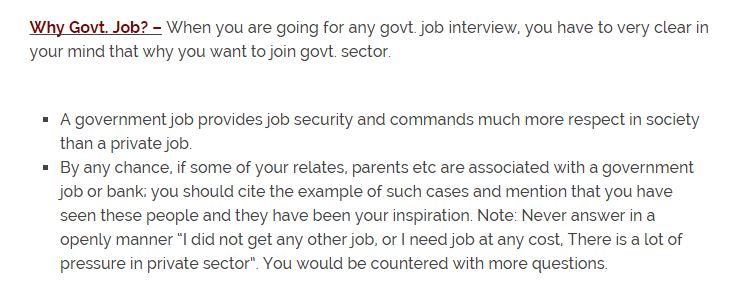 Why Govt. Job? – When you are going for any govt. job interview, you have to very clear in
your mind that why you want to join govt. sector.
▪ A government job provides job security and commands much more respect in society
than a private job.
▪ By any chance, if some of your relates, parents etc are associated with a government
job or bank; you should cite the example of such cases and mention that you have
seen these people and they have been your inspiration. Note: Never answer in a
openly manner “I did not get any other job, or I need job at any cost, There is a lot of
pressure in private sector”. You would be countered with more questions.